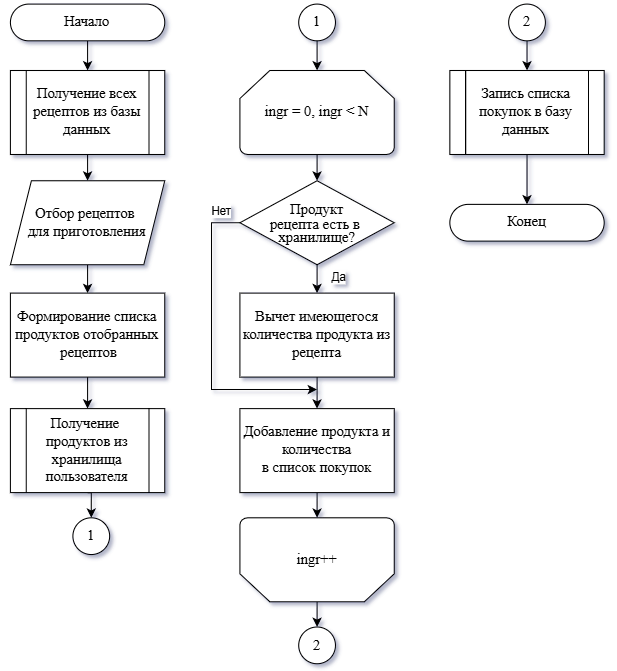 Начало
Получение всех
рецептов из базы
данных
Отбор рецептов
для приготовления
Формирование списка
продуктов отобранных
рецептов
Получение
продуктов из
хранилища
пользователя
1
1
ingr = 0, ingr < N
Продукт
рецепта есть в
хранилище?
Нет
Да
Вычет имеющегося
количества продукта из
рецепта
Добавление продукта и
количества
в список покупок
ingr++
2
2
Запись списка
покупок в базу
данных
Конец